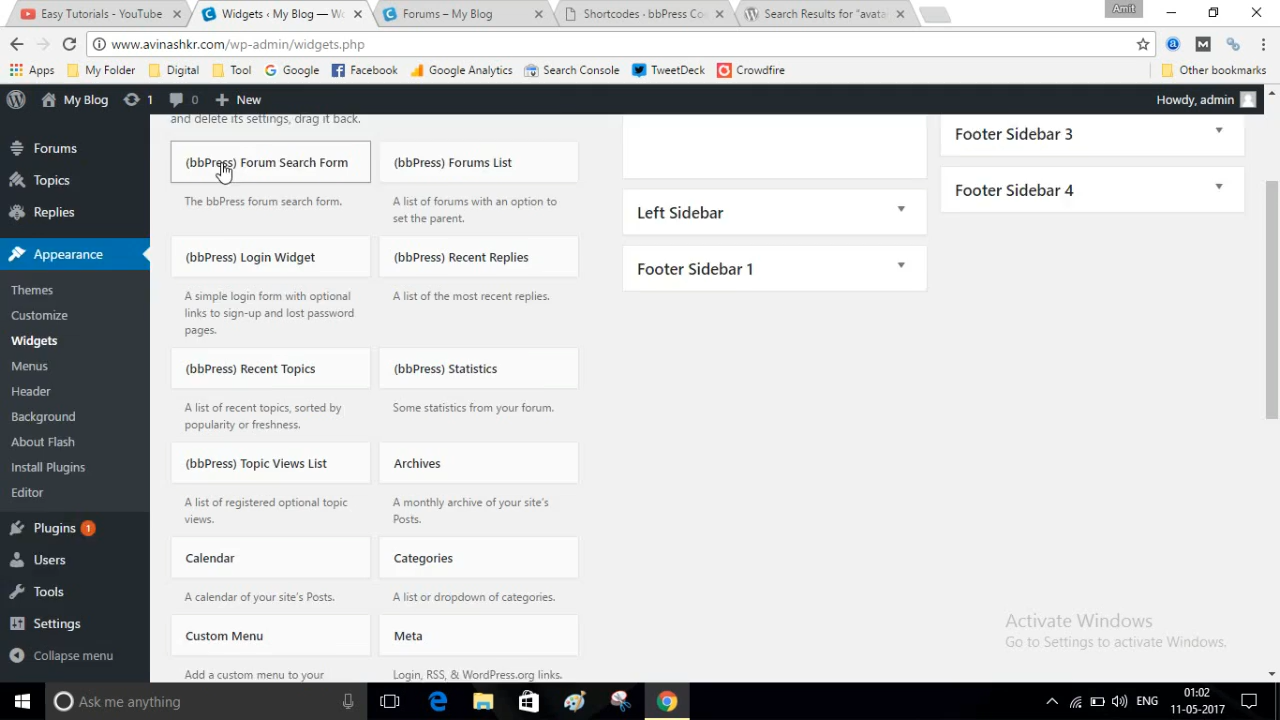 Easy Tutorials - YouTube
Widgets ‹ My Blog — Wo
Forums – My Blog
Shortcodes · bbPress Co
Search Results for "avata
Amit
www.avinashkr.com/wp-admin/widgets.php
Apps
My Folder
Digital
Tool
Google
Facebook
Google Analytics
Search Console
TweetDeck
Crowdfire
Other bookmarks
My Blog
1
0
New
Howdy, admin
Forums
Topics
Replies
Appearance
Themes
Customize
Widgets
Menus
Header
Background
About Flash
Install Plugins
Editor
Plugins 1
Users
Tools
Settings
Collapse menu
and delete its settings, drag it back.
(bbPress) Forum Search Form
The bbPress forum search form.
(bbPress) Forums List
A list of forums with an option to
set the parent.
(bbPress) Login Widget
A simple login form with optional
links to sign-up and lost password
pages.
(bbPress) Recent Replies
A list of the most recent replies.
(bbPress) Recent Topics
A list of recent topics, sorted by
popularity or freshness.
(bbPress) Statistics
Some statistics from your forum.
(bbPress) Topic Views List
A list of registered optional topic
views.
Archives
A monthly archive of your site's
Posts.
Calendar
A calendar of your site's Posts.
Categories
A list or dropdown of categories.
Custom Menu
Add a custom menu to your
Meta
Login, RSS, & WordPress.org links.
Left Sidebar
Footer Sidebar 1
Footer Sidebar 3
Footer Sidebar 4
Activate Windows
Go to Settings to activate Windows.
Ask me anything
ENG
01:02
11-05-2017